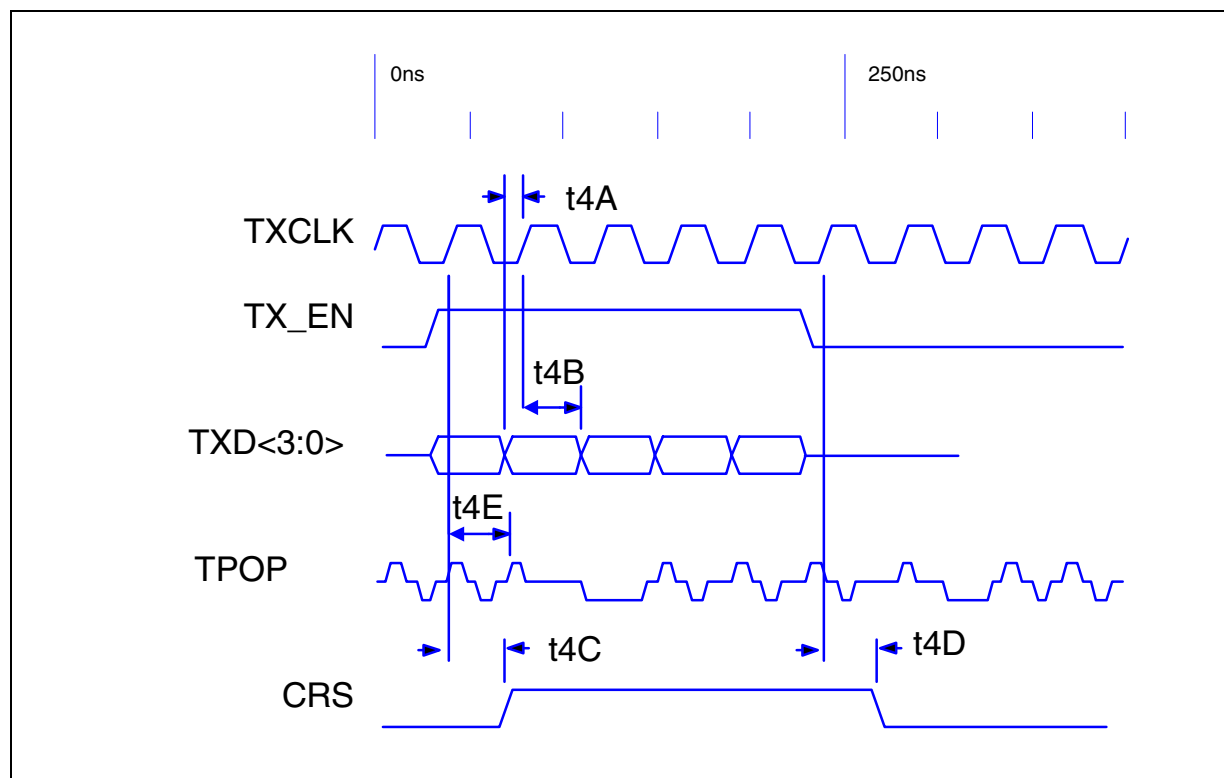 0ns 250ns
t4A
TXCLK
TX_EN
t4B
TXD<3:0>
t4E
TPOP
t4C t4D
CRS